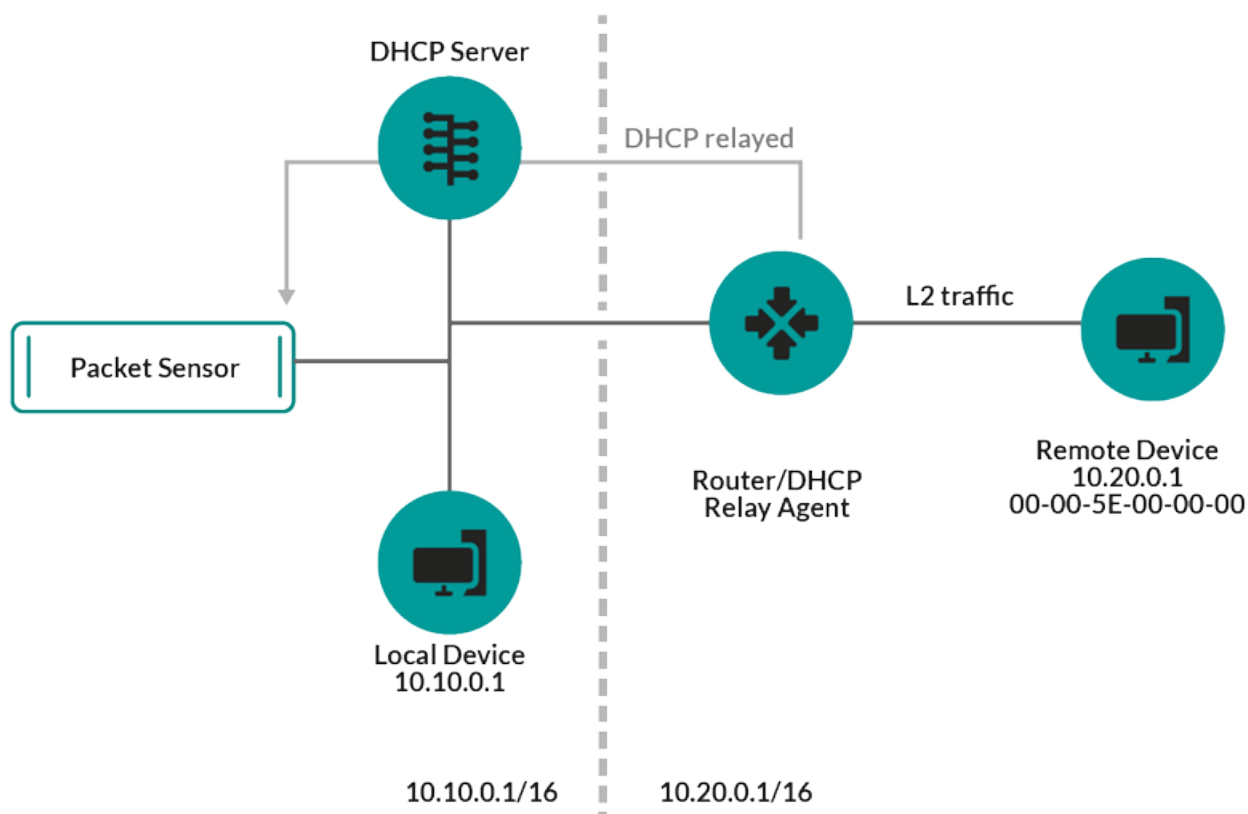 DHCP Server
DHCP relayed
L2 traffic
Packet Sensor
Router/DHCP
Relay Agent
Remote Device
10.20.0.1
00-00-5E-00-00-00
Local Device
10.10.0.1
10.10.0.1/16
10.20.0.1/16